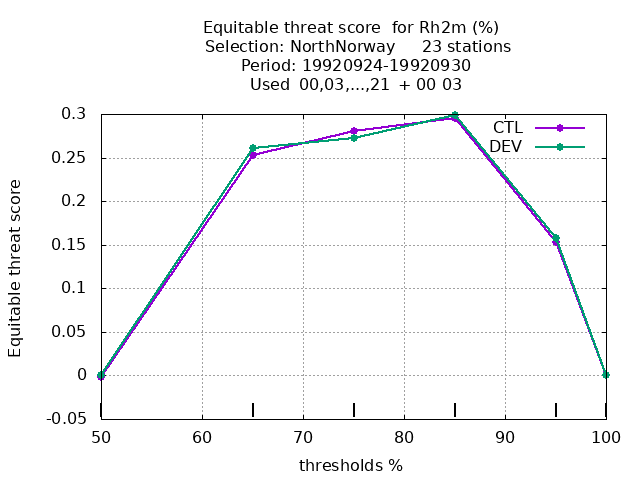 Equitable threat score  for Rh2m (%)
Selection: NorthNorway     23 stations
Period: 19920924-19920930
Used  00,03,...,21  + 00 03
CTL
DEV
Equitable threat score
0.3
0.25
0.2
0.15
0.1
0.05
0
-0.05
50 60 70 80 90 100
thresholds %